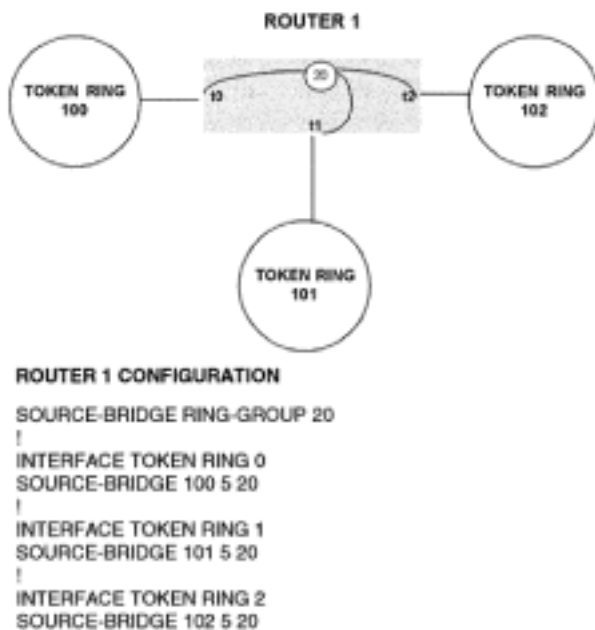 ROUTER 1
TOKEN RING
100
20
t0
t2
TOKEN RING
102
t1
TOKEN RING
101
ROUTER 1 CONFIGURATION
SOURCE-BRIDGE RING-GROUP 20
!
INTERFACE TOKEN RING 0
SOURCE-BRIDGE 100 5 20
!
INTERFACE TOKEN RING 1
SOURCE-BRIDGE 101 5 20
!
INTERFACE TOKEN RING 2
SOURCE-BRIDGE 102 5 20